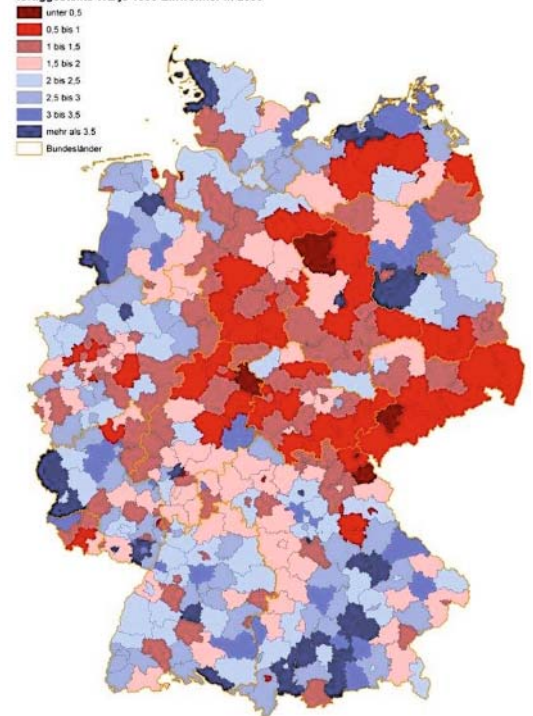 unter 0,5
0,5 bis 1
1 bis 1,5
1,5 bis 2
2 bis 2,5
2,5 bis 3
3 bis 3,5
mehr als 3,5
Bundesländer